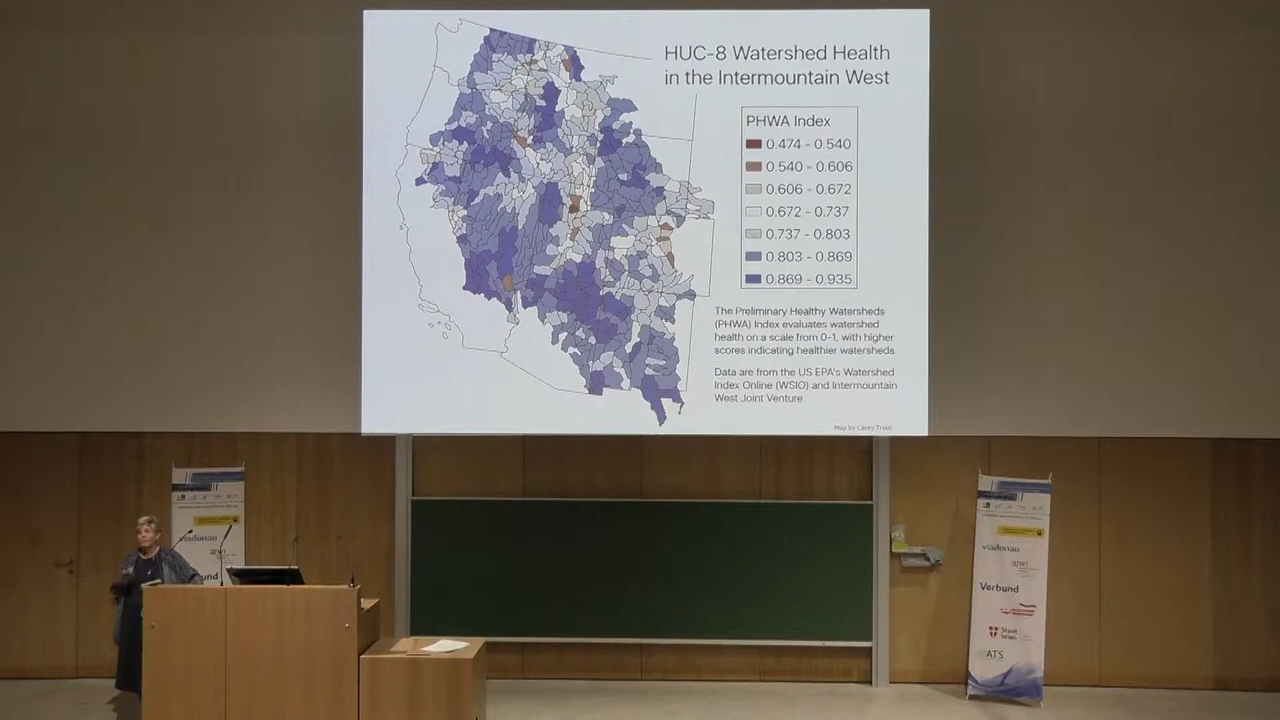 HUC-8 Watershed Health
in the Intermountain West
PHWA Index
0.474 - 0.540
0.540 - 0.606
0.606 - 0.672
0.672 - 0.737
0.737 - 0.803
0.803 - 0.869
0.869 - 0.935
The Preliminary Healthy Watersheds
(PHWA) Index evaluates watershed
health on a scale from 0-1, with higher
scores indicating healthier watersheds.
Data are from the US EPA's Watershed
Index Online (WSIO) and Intermountain
West Joint Venture.
Map by Casey Trout
viadonau
und
viadonau
Verbund
Stadt
Wien
ATS